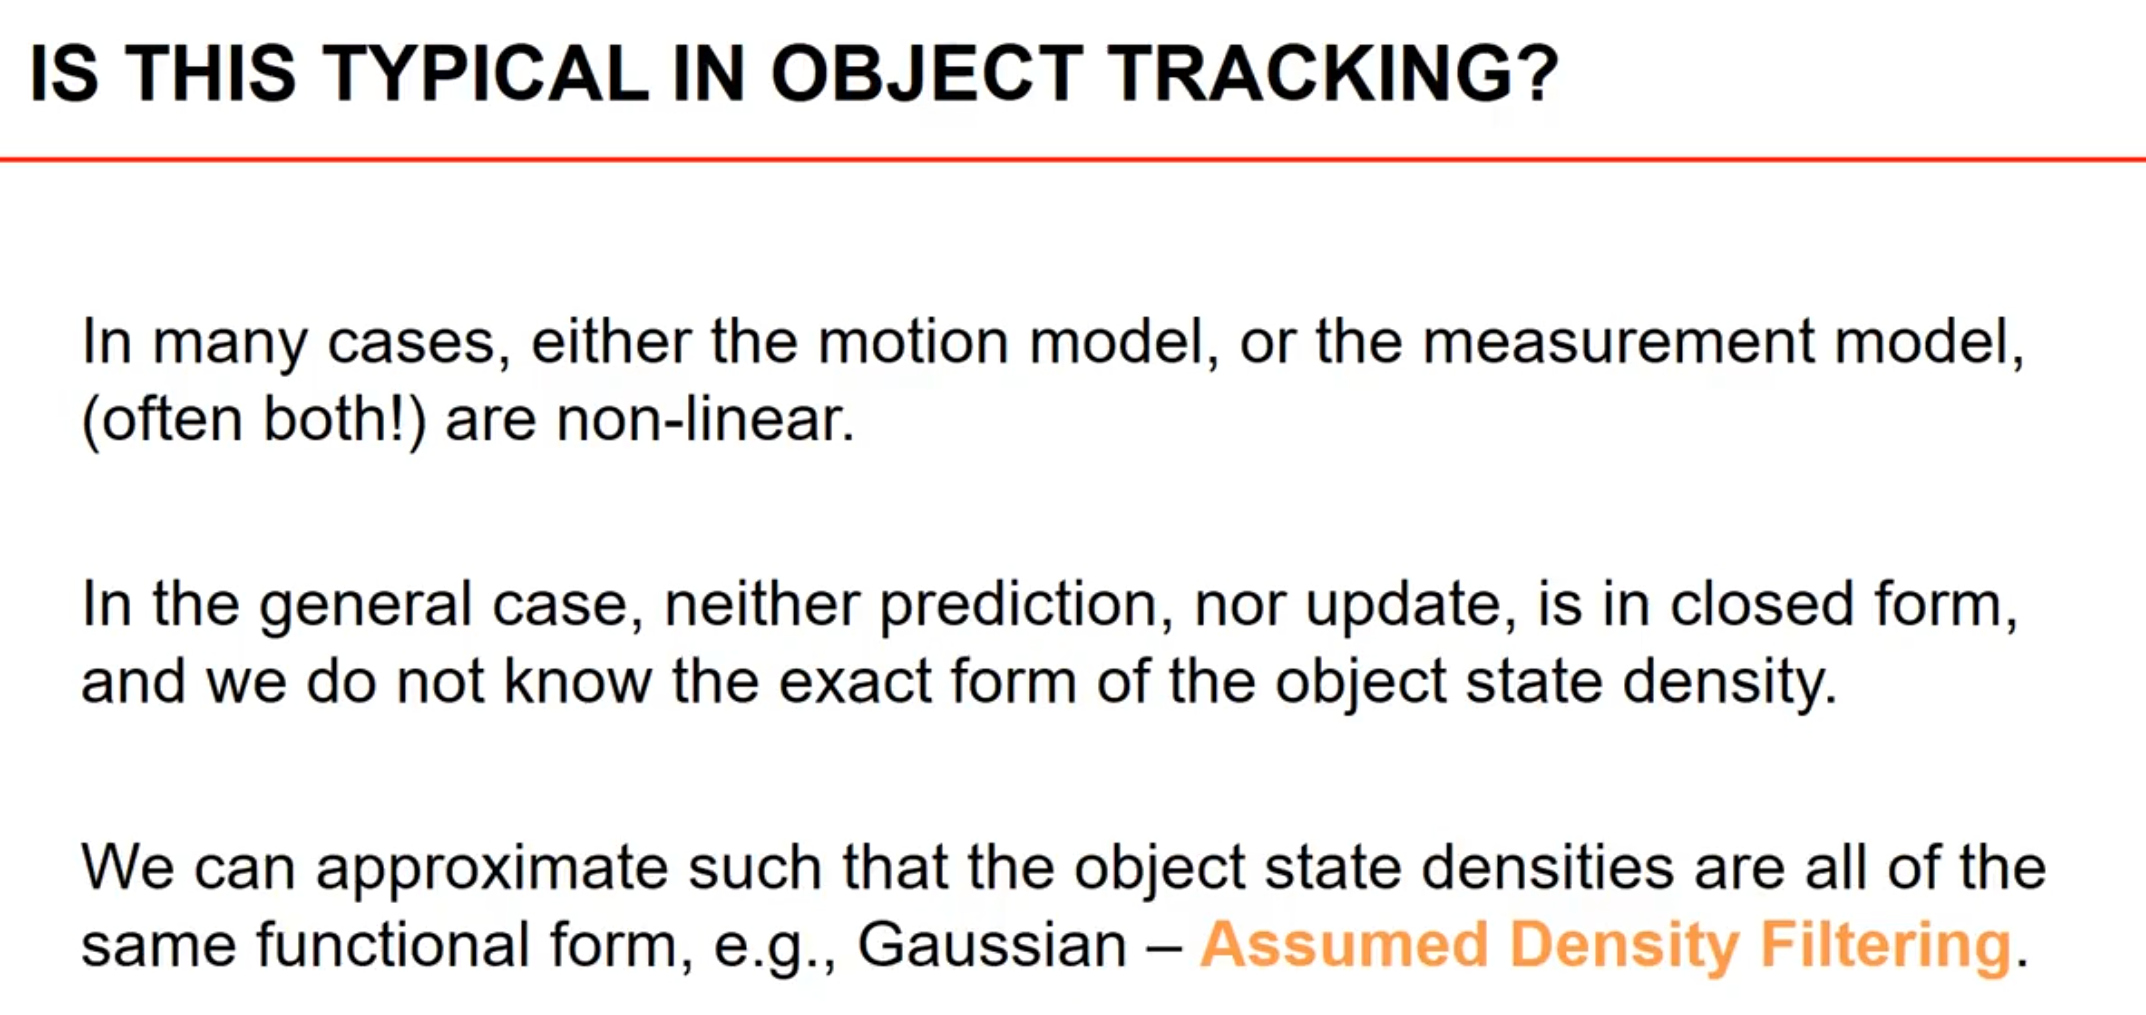 IS THIS TYPICAL IN OBJECT TRACKING?
In many cases, either the motion model, or the measurement model,
(often both!) are non-linear.
In the general case, neither prediction, nor update, is in closed form,
and we do not know the exact form of the object state density.
We can approximate such that the object state densities are all of the
same functional form, e.g., Gaussian – Assumed Density Filtering.